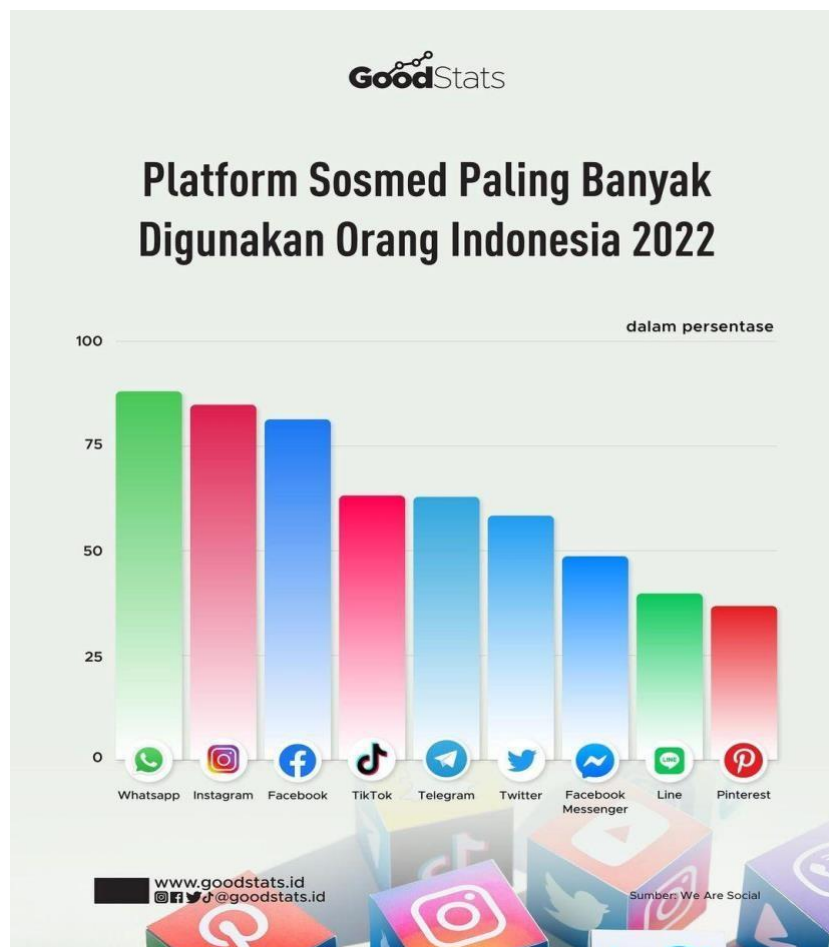 GoodStats
Platform Sosmed Paling Banyak
Digunakan Orang Indonesia 2022
dalam persentase
100
75
50
25
0
Whatsapp Instagram Facebook TikTok Telegram Twitter Facebook Messenger Line Pinterest
www.goodstats.id
@goodstats.id
Sumber: We Are Social